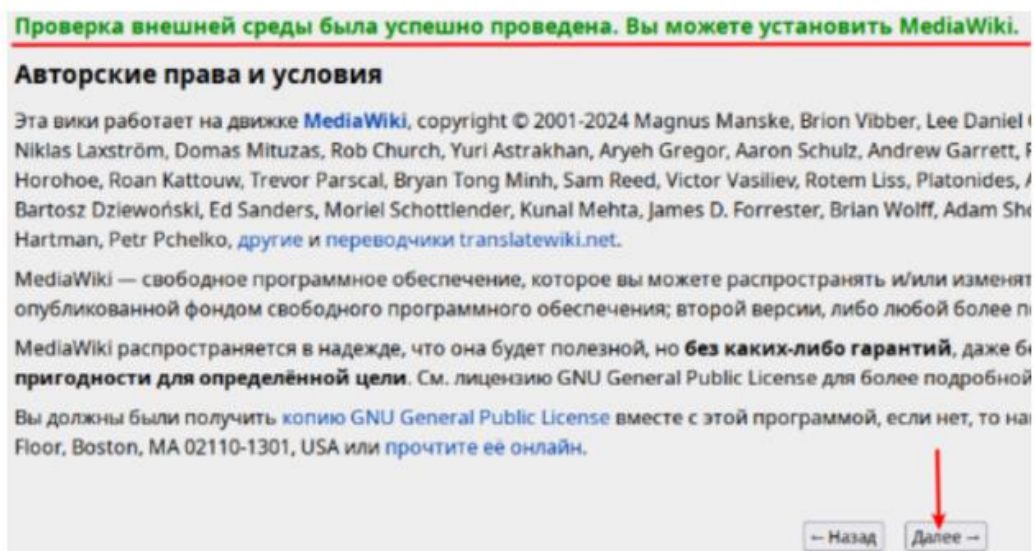 Проверка внешней среды была успешно проведена. Вы можете установить MediaWiki.
Авторские права и условия
Эта вики работает на движке MediaWiki, copyright © 2001-2024 Magnus Manske, Brion Vibber, Lee Daniel
Niklas Laxström, Domas Mituzas, Rob Church, Yuri Astrakhan, Aryeh Gregor, Aaron Schulz, Andrew Garrett,
Horohoe, Roan Kattouw, Trevor Parscal, Bryan Tong Minh, Sam Reed, Victor Vasiliev, Rotem Liss, Platonides,
Bartosz Dziewoński, Ed Sanders, Moriel Schottlender, Kunal Mehta, James D. Forrester, Brian Wolff, Adam
Hartman, Petr Pchelko, другие и переводчики translatewiki.net.
MediaWiki — свободное программное обеспечение, которое вы можете распространять и/или
опубликованной фондом свободного программного обеспечения; второй версии, либо любой более
MediaWiki распространяется в надежде, что она будет полезной, но без каких-либо гарантий, даже
пригодности для определённой цели. См. лицензию GNU General Public License для более подробной
Вы должны были получить копию GNU General Public License вместе с этой программой, если нет, то
Floor, Boston, MA 02110-1301, USA или прочтите её онлайн.
← Назад Далее →